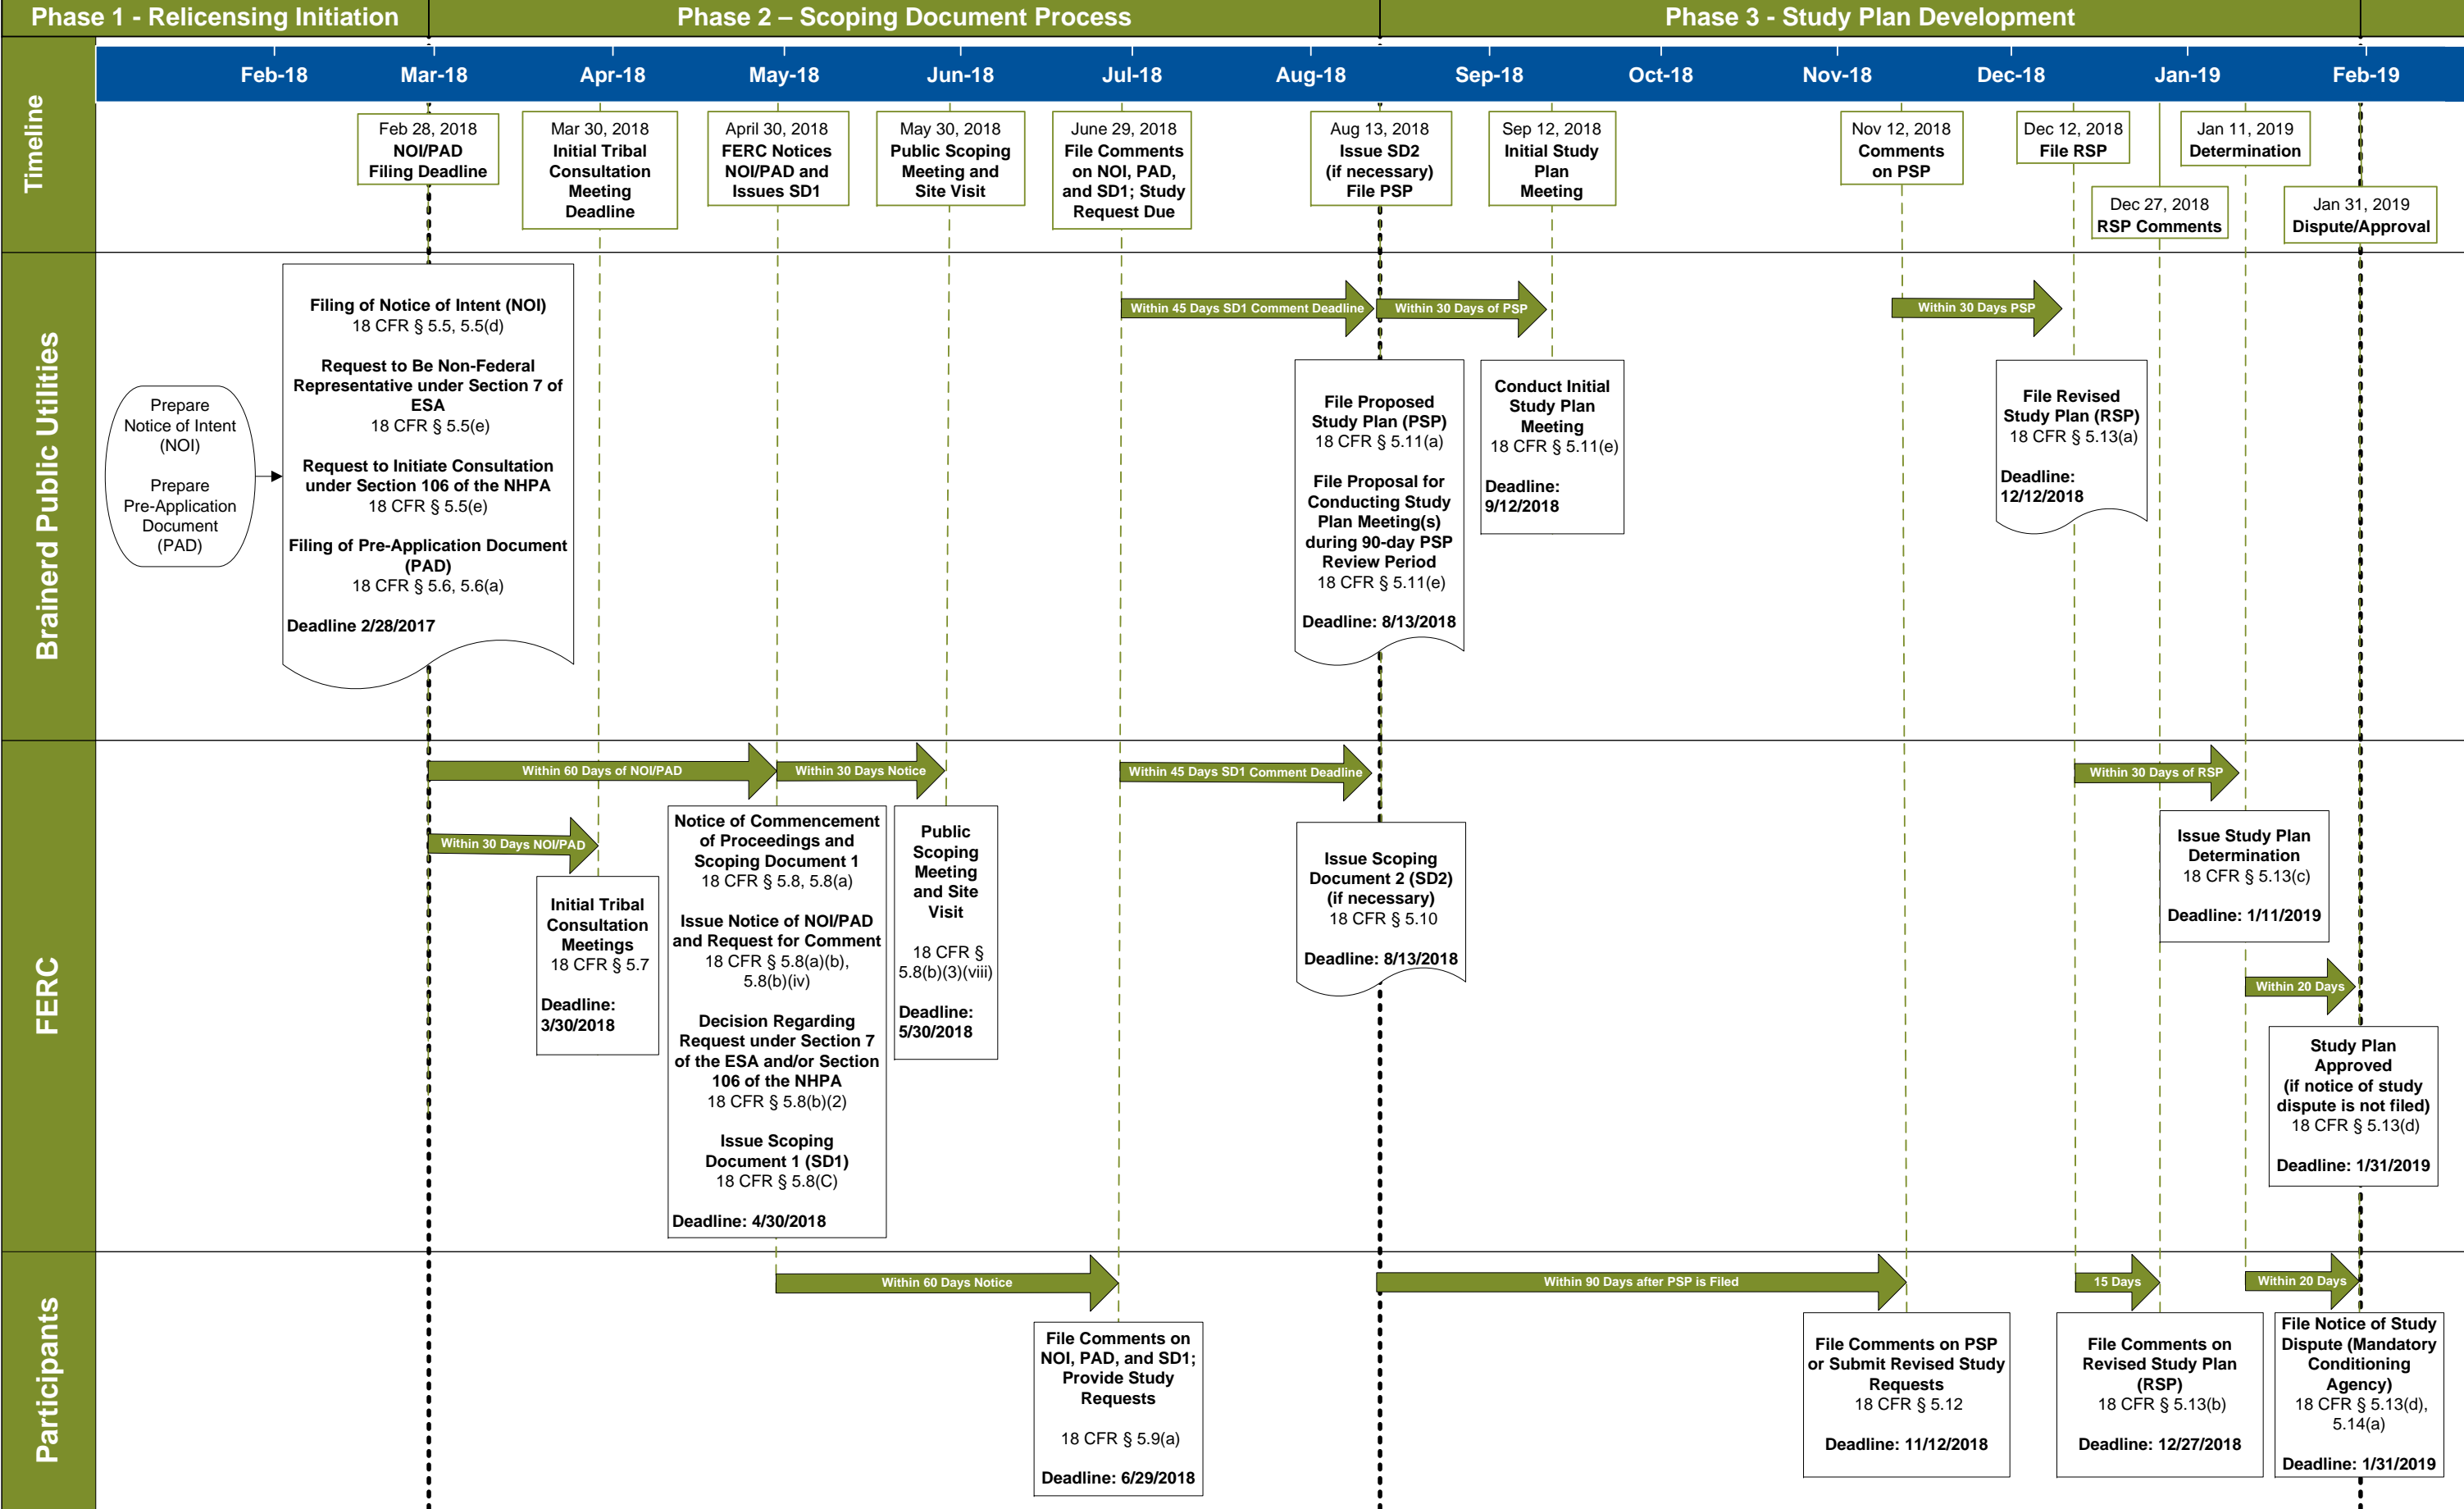 Phase 1 - Relicensing Initiation
Phase 2 – Scoping Document Process
Phase 3 - Study Plan Development
Timeline
Feb-18
Mar-18
Apr-18
May-18
Jun-18
Jul-18
Aug-18
Sep-18
Oct-18
Nov-18
Dec-18
Jan-19
Feb-19
Feb 28, 2018
NOI/PAD
Filing Deadline
Mar 30, 2018
Initial Tribal
Consultation
Meeting
Deadline
April 30, 2018
FERC Notices
NOI/PAD and
Issues SD1
May 30, 2018
Public Scoping
Meeting and
Site Visit
June 29, 2018
File Comments
on NOI, PAD,
and SD1; Study
Request Due
Aug 13, 2018
Issue SD2
(if necessary)
File PSP
Sep 12, 2018
Initial Study
Plan
Meeting
Nov 12, 2018
Comments
on PSP
Dec 12, 2018
File RSP
Dec 27, 2018
RSP Comments
Jan 11, 2019
Determination
Jan 31, 2019
Dispute/Approval
Brainerd Public Utilities
Prepare
Notice of Intent
(NOI)
Prepare
Pre-Application
Document
(PAD)
Filing of Notice of Intent (NOI)
18 CFR § 5.5, 5.5(d)
Request to Be Non-Federal
Representative under Section 7 of
ESA
18 CFR § 5.5(e)
Request to Initiate Consultation
under Section 106 of the NHPA
18 CFR § 5.5(e)
Filing of Pre-Application Document
(PAD)
18 CFR § 5.6, 5.6(a)
Deadline 2/28/2017
Within 45 Days SD1 Comment Deadline
Within 30 Days of PSP
Within 30 Days PSP
File Proposed
Study Plan (PSP)
18 CFR § 5.11(a)
File Proposal for
Conducting Study
Plan Meeting(s)
during 90-day PSP
Review Period
18 CFR § 5.11(e)
Deadline: 8/13/2018
Conduct Initial
Study Plan
Meeting
18 CFR § 5.11(e)
Deadline:
9/12/2018
File Revised
Study Plan (RSP)
18 CFR § 5.13(a)
Deadline:
12/12/2018
FERC
Within 60 Days of NOI/PAD
Within 30 Days Notice
Within 45 Days SD1 Comment Deadline
Within 30 Days of RSP
Within 30 Days NOI/PAD
Initial Tribal
Consultation
Meetings
18 CFR § 5.7
Deadline:
3/30/2018
Notice of Commencement
of Proceedings and
Scoping Document 1
18 CFR § 5.8, 5.8(a)
Issue Notice of NOI/PAD
and Request for Comment
18 CFR § 5.8(a)(b),
5.8(b)(iv)
Decision Regarding
Request under Section 7
of the ESA and/or Section
106 of the NHPA
18 CFR § 5.8(b)(2)
Issue Scoping
Document 1 (SD1)
18 CFR § 5.8(C)
Deadline: 4/30/2018
Public
Scoping
Meeting
and Site
Visit
18 CFR §
5.8(b)(3)(viii)
Deadline:
5/30/2018
Issue Scoping
Document 2 (SD2)
(if necessary)
18 CFR § 5.10
Deadline: 8/13/2018
Issue Study Plan
Determination
18 CFR § 5.13(c)
Deadline: 1/11/2019
Within 20 Days
Study Plan
Approved
(if notice of study
dispute is not filed)
18 CFR § 5.13(d)
Deadline: 1/31/2019
Participants
Within 60 Days Notice
Within 90 Days after PSP is Filed
15 Days
Within 20 Days
File Comments on
NOI, PAD, and SD1;
Provide Study
Requests
18 CFR § 5.9(a)
Deadline: 6/29/2018
File Comments on PSP
or Submit Revised Study
Requests
18 CFR § 5.12
Deadline: 11/12/2018
File Comments on
Revised Study Plan
(RSP)
18 CFR § 5.13(b)
Deadline: 12/27/2018
File Notice of Study
Dispute (Mandatory
Conditioning
Agency)
18 CFR § 5.13(d),
5.14(a)
Deadline: 1/31/2019